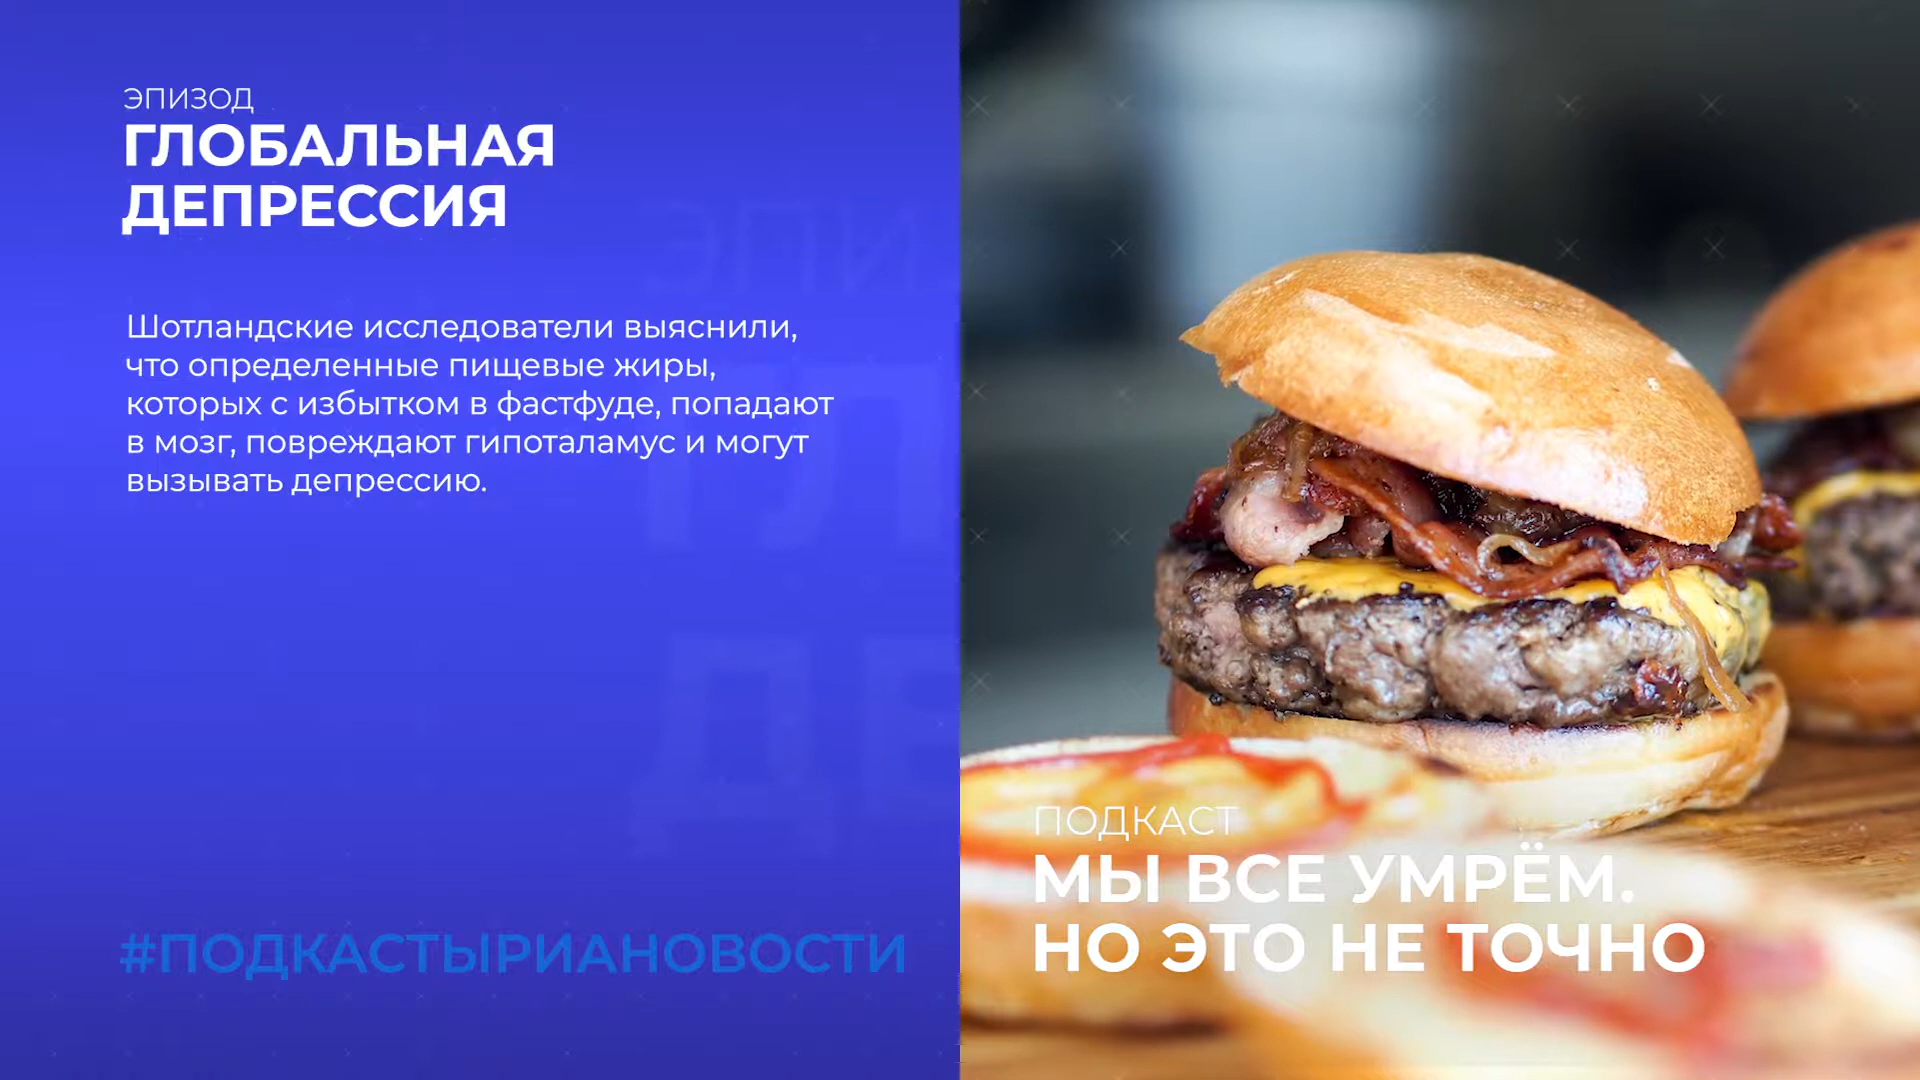 ЭПИЗОД
ГЛОБАЛЬНАЯ
ДЕПРЕССИЯ
Шотландские исследователи выяснили,
что определенные пищевые жиры,
которых с избытком в фастфуде, попадают
в мозг, повреждают гипоталамус и могут
вызывать депрессию.
#ПОДКАСТЫРИАНОВОСТИ
ПОДКАСТ
МЫ ВСЕ УМРЁМ.
НО ЭТО НЕ ТОЧНО